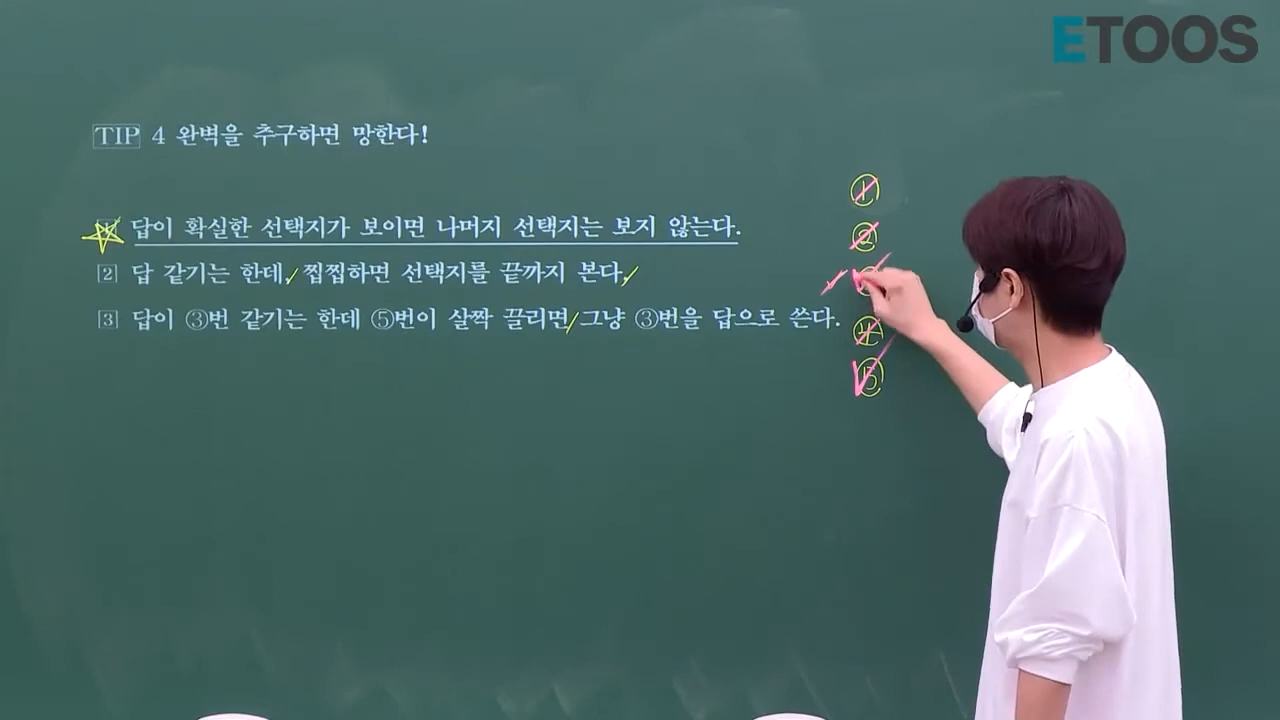 ETOOS
TIP 4 완벽을 추구하면 망한다!
답이 확실한 선택지가 보이면 나머지 선택지는 보지 않는다.
2 답 같기는 한데, 찝찝하면 선택지를 끝까지 본다.
3 답이 ③번 같기는 한데 ⑤번이 살짝 끌리면 그냥 ③번을 답으로 쓴다.
①
②
④
⑤